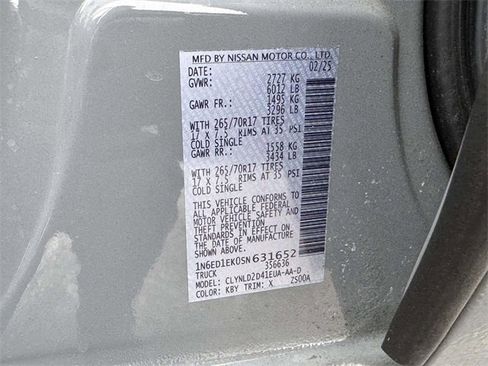 MFD BY NISSAN MOTOR CO., LTD.
DATE: 02/25
GVWR: 2727 KG
6012 LB
GAWR FR.: 1495 KG
3296 LB
WITH 265/70R17 TIRES
17 X 7.5 RIMS AT 35 PSI
COLD SINGLE
GAWR RR.: 1558 KG
3434 LB
WITH 265/70R17 TIRES
17 X 7.5 RIMS AT 35 PSI
COLD SINGLE
THIS VEHICLE CONFORMS TO
ALL APPLICABLE FEDERAL
MOTOR VEHICLE SAFETY AND
THEFT PREVENTION
STANDARDS IN EFFECT ON
THE DATE OF MANUFACTURE
SHOWN ABOVE.
1N6ED1EK0SN631652
TRUCK 356636
MODEL: CLYNLD2D41EUA-AA-D
COLOR: KBY TRIM: X ZS00A